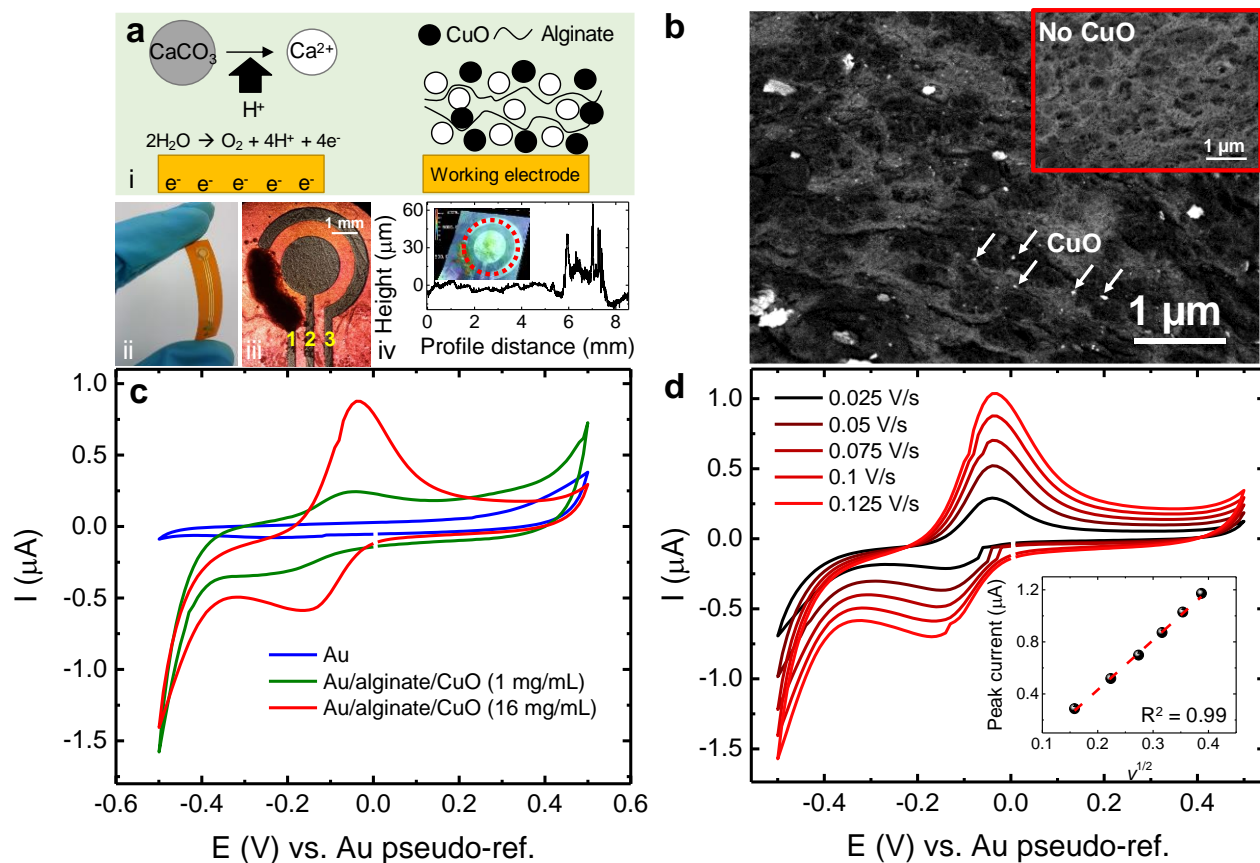 a
CaCO₃
Ca²⁺
H⁺
2H₂O → O₂ + 4H⁺ + 4e⁻
e⁻ e⁻ e⁻ e⁻ e⁻
i
CuO
Alginate
Working electrode
ii
1 mm
1 2 3
iii
Height (µm)
60
30
0
0 2 4 6 8
Profile distance (mm)
iv
b
No CuO
1 µm
CuO
1 µm
c
I (µA)
1.0
0.5
0.0
-0.5
-1.0
-1.5
Au
Au/alginate/CuO (1 mg/mL)
Au/alginate/CuO (16 mg/mL)
-0.6 -0.4 -0.2 0.0 0.2 0.4 0.6
E (V) vs. Au pseudo-ref.
d
0.025 V/s
0.05 V/s
0.075 V/s
0.1 V/s
0.125 V/s
I (µA)
1.0
0.5
0.0
-0.5
-1.0
-1.5
Peak current (µA)
1.2
0.8
0.4
R² = 0.99
0.1 0.2 0.3 0.4
v¹ᐟ²
-0.4 -0.2 0.0 0.2 0.4
E (V) vs. Au pseudo-ref.